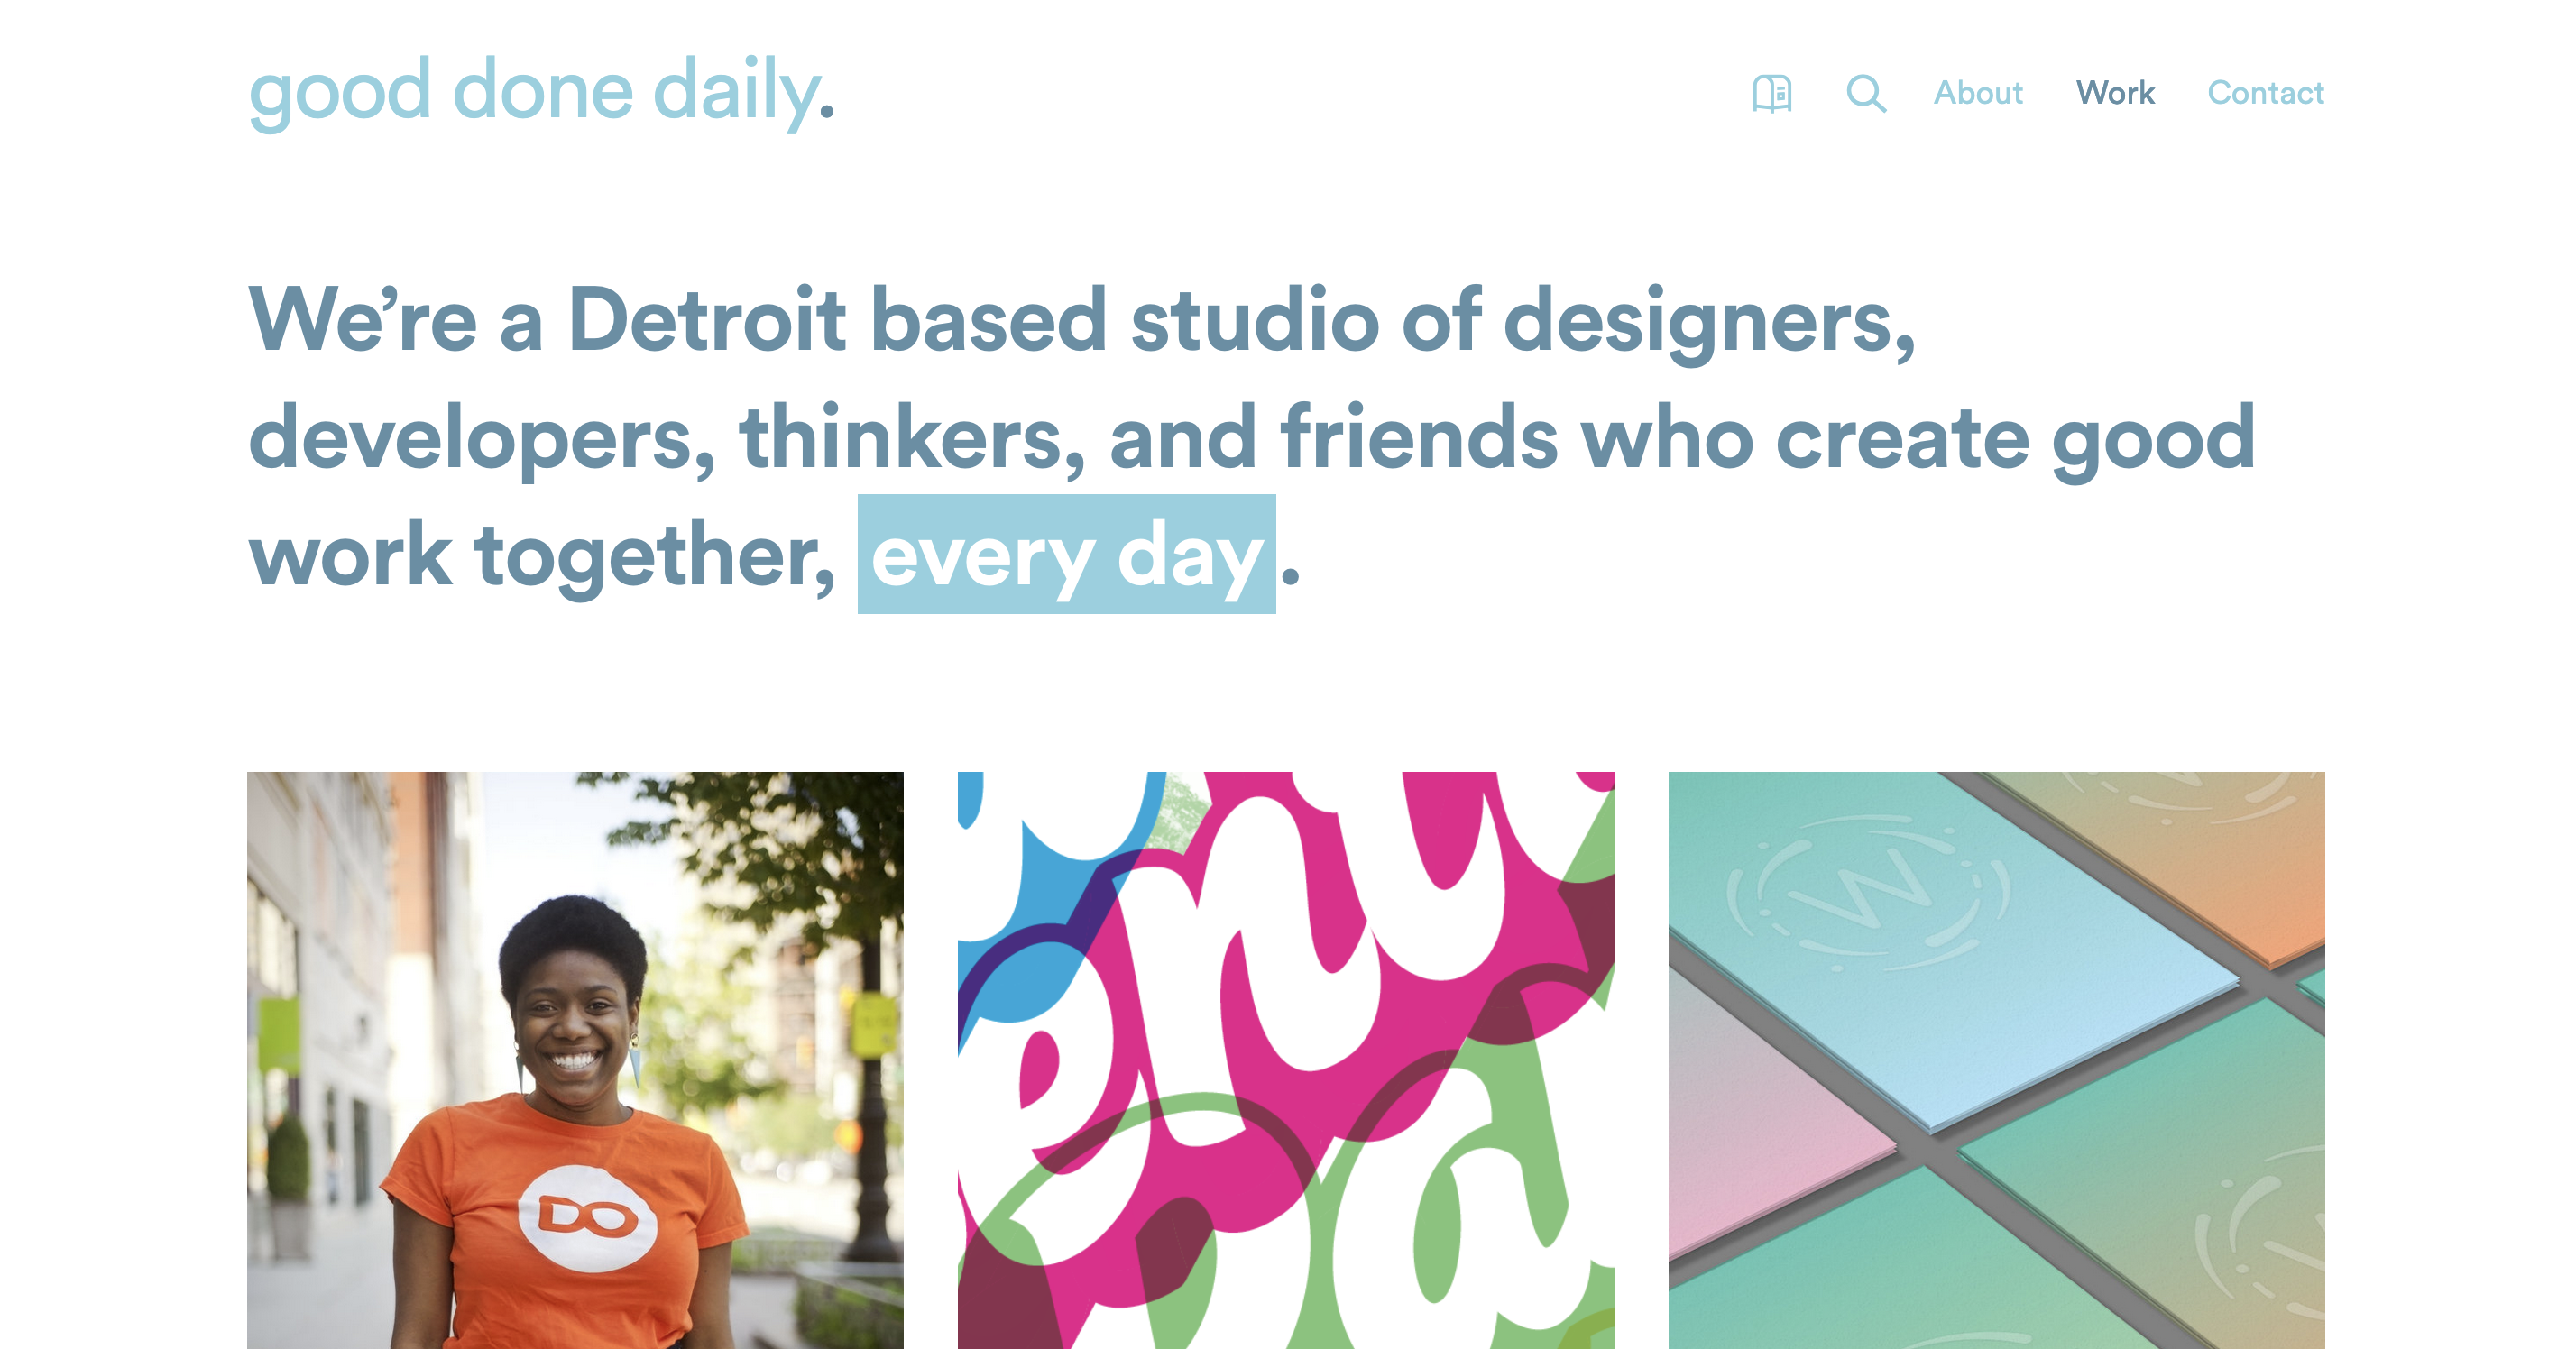 good done daily.
About Work Contact
We’re a Detroit based studio of designers,
developers, thinkers, and friends who create good
work together, every day.
DO
W